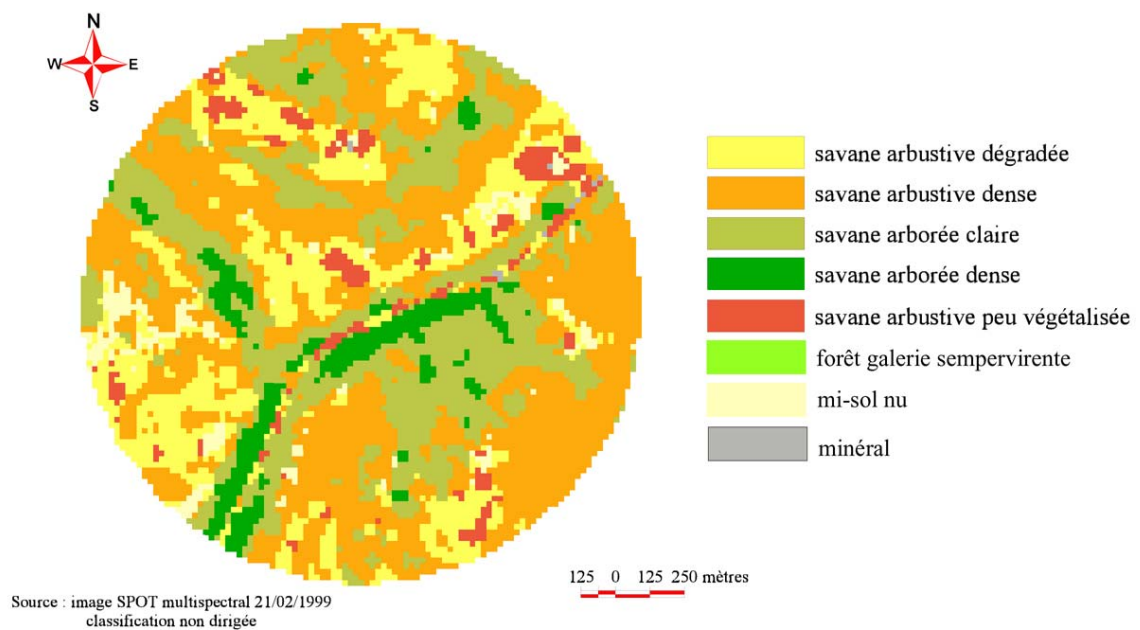 N
W E
S
savane arbustive dégradée
savane arbustive dense
savane arborée claire
savane arborée dense
savane arbustive peu végétalisée
forêt galerie sempervirente
mi-sol nu
minéral
125 0 125 250 mètres
Source : image SPOT multispectral 21/02/1999
classification non dirigée